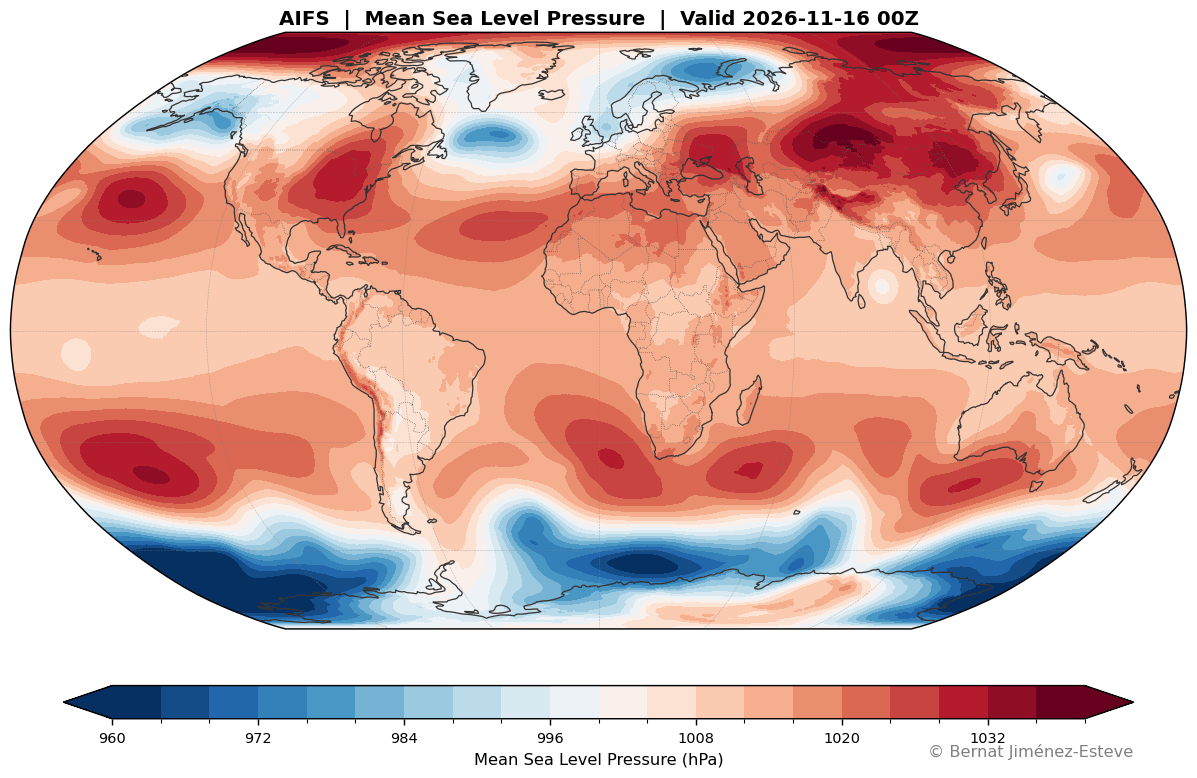 AIFS | Mean Sea Level Pressure | Valid 2026-11-16 00Z
960 972 984 996 1008 1020 1032
Mean Sea Level Pressure (hPa)
© Bernat Jiménez-Esteve